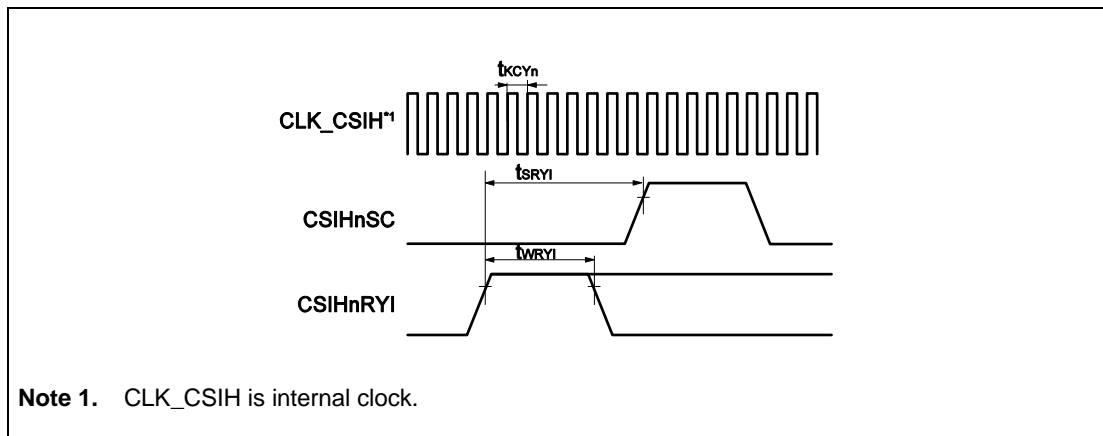 tKCYn
CLK_CSIH*1
tSRYI
CSIHnSC
tWRYI
CSIHnRYI
Note 1. CLK_CSIH is internal clock.